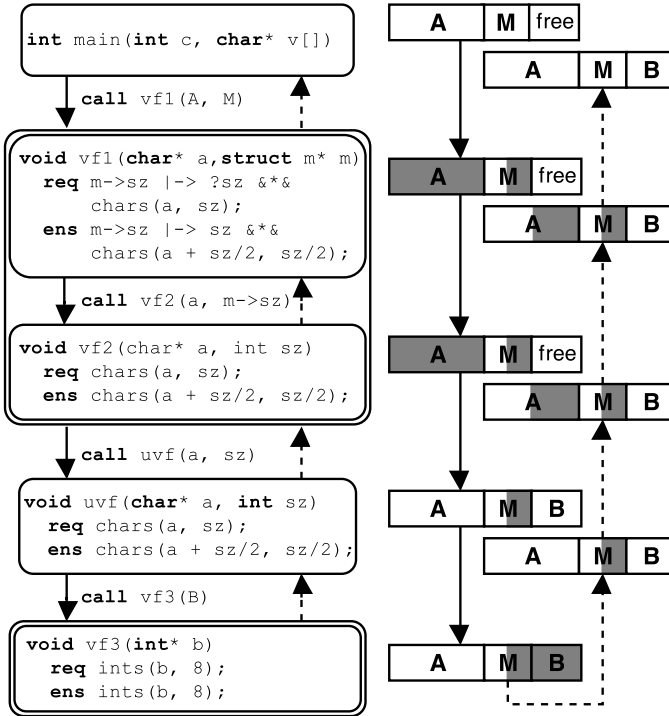 int main(int c, char* v[])
call vf1(A, M)
void vf1(char* a,struct m* m)
req m->sz |-> ?sz &*&
chars(a, sz);
ens m->sz |-> sz &*&
chars(a + sz/2, sz/2);
call vf2(a, m->sz)
void vf2(char* a, int sz)
req chars(a, sz);
ens chars(a + sz/2, sz/2);
call uvf(a, sz)
void uvf(char* a, int sz)
req chars(a, sz);
ens chars(a + sz/2, sz/2);
call vf3(B)
void vf3(int* b)
req ints(b, 8);
ens ints(b, 8);
A M free
A M B
A M free
A M B
A M free
A M B
A M B
A M B
A M B